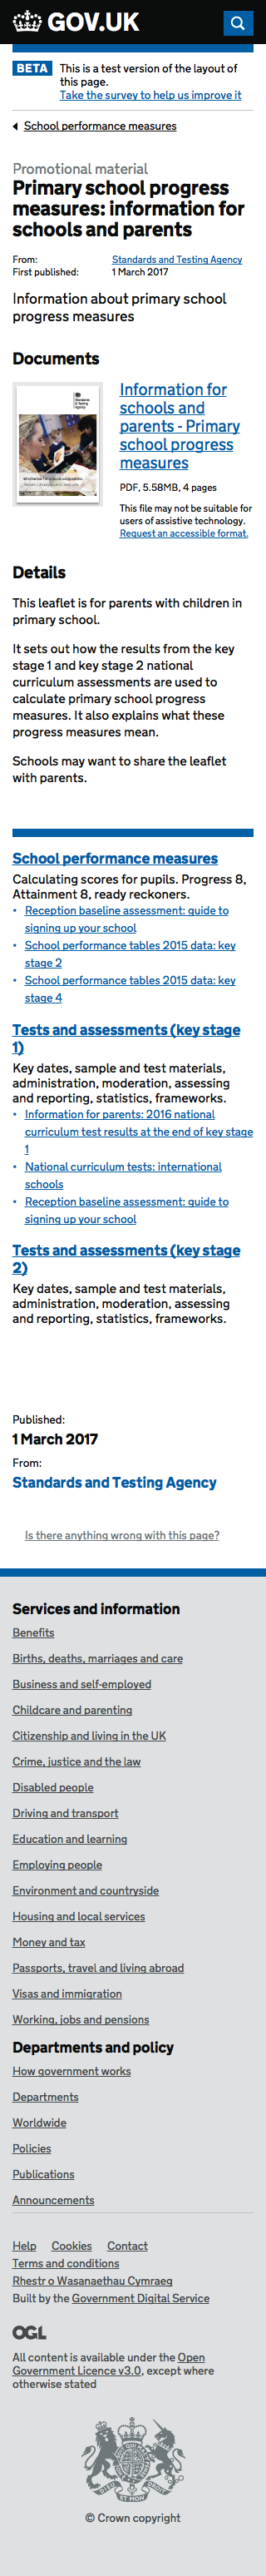 GOV.UK
BETA This is a test version of the layout of
this page.
Take the survey to help us improve it
School performance measures
Promotional material
Primary school progress
measures: information for
schools and parents
From: Standards and Testing Agency
First published: 1 March 2017
Information about primary school
progress measures
Documents
Standards
& Testing
Agency
Information for
schools and
parents - Primary
school progress
measures
PDF, 5.58MB, 4 pages
This file may not be suitable for
users of assistive technology.
Request an accessible format.
Details
This leaflet is for parents with children in
primary school.
It sets out how the results from the key
stage 1 and key stage 2 national
curriculum assessments are used to
calculate primary school progress
measures. It also explains what these
progress measures mean.
Schools may want to share the leaflet
with parents.
School performance measures
Calculating scores for pupils. Progress 8,
Attainment 8, ready reckoners.
• Reception baseline assessment: guide to
signing up your school
• School performance tables 2015 data: key
stage 2
• School performance tables 2015 data: key
stage 4
Tests and assessments (key stage
1)
Key dates, sample and test materials,
administration, moderation, assessing
and reporting, statistics, frameworks.
• Information for parents: 2016 national
curriculum test results at the end of key stage
1
• National curriculum tests: international
schools
• Reception baseline assessment: guide to
signing up your school
Tests and assessments (key stage
2)
Key dates, sample and test materials,
administration, moderation, assessing
and reporting, statistics, frameworks.
Published:
1 March 2017
From:
Standards and Testing Agency
Is there anything wrong with this page?
Services and information
Benefits
Births, deaths, marriages and care
Business and self-employed
Childcare and parenting
Citizenship and living in the UK
Crime, justice and the law
Disabled people
Driving and transport
Education and learning
Employing people
Environment and countryside
Housing and local services
Money and tax
Passports, travel and living abroad
Visas and immigration
Working, jobs and pensions
Departments and policy
How government works
Departments
Worldwide
Policies
Publications
Announcements
Help Cookies Contact
Terms and conditions
Rhestr o Wasanaethau Cymraeg
Built by the Government Digital Service
OGL
All content is available under the Open
Government Licence v3.0, except where
otherwise stated
© Crown copyright